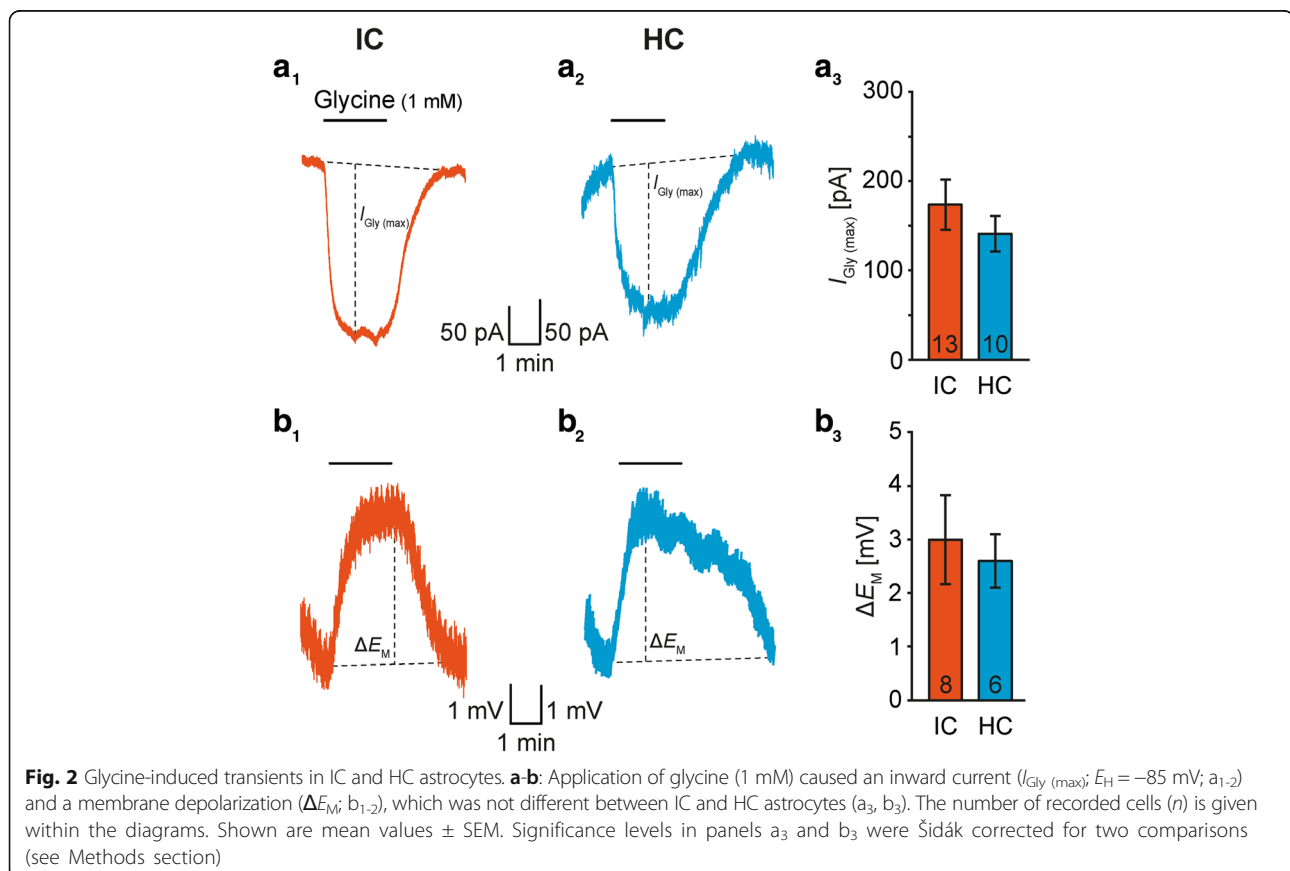 IC
HC
a1
Glycine (1 mM)
IGly (max)
a2
IGly (max)
50 pA
50 pA
1 min
a3
IGly (max) [pA]
300
200
100
0
13
10
IC
HC
b1
ΔEM
b2
ΔEM
1 mV
1 mV
1 min
b3
ΔEM [mV]
5
4
3
2
1
0
8
6
IC
HC
Fig. 2 Glycine-induced transients in IC and HC astrocytes. a-b: Application of glycine (1 mM) caused an inward current (IGly (max); EH = −85 mV; a1-2)
and a membrane depolarization (ΔEM; b1-2), which was not different between IC and HC astrocytes (a3, b3). The number of recorded cells (n) is given
within the diagrams. Shown are mean values ± SEM. Significance levels in panels a3 and b3 were Šidák corrected for two comparisons
(see Methods section)